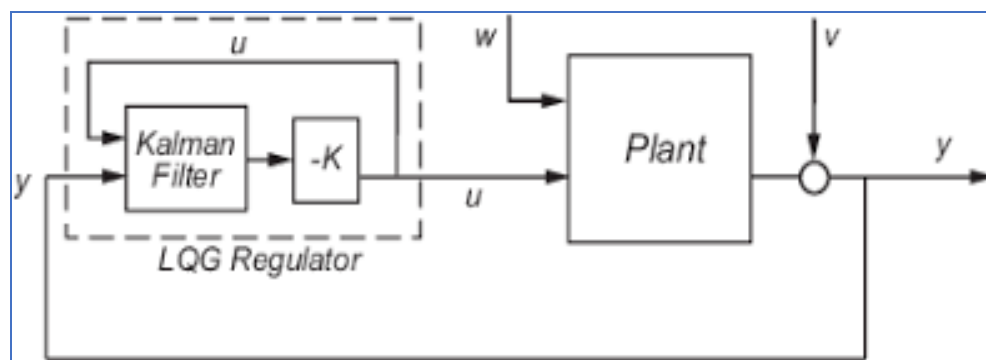 u
w
v
Kalman
Filter
-K
Plant
y
y
u
LQG Regulator